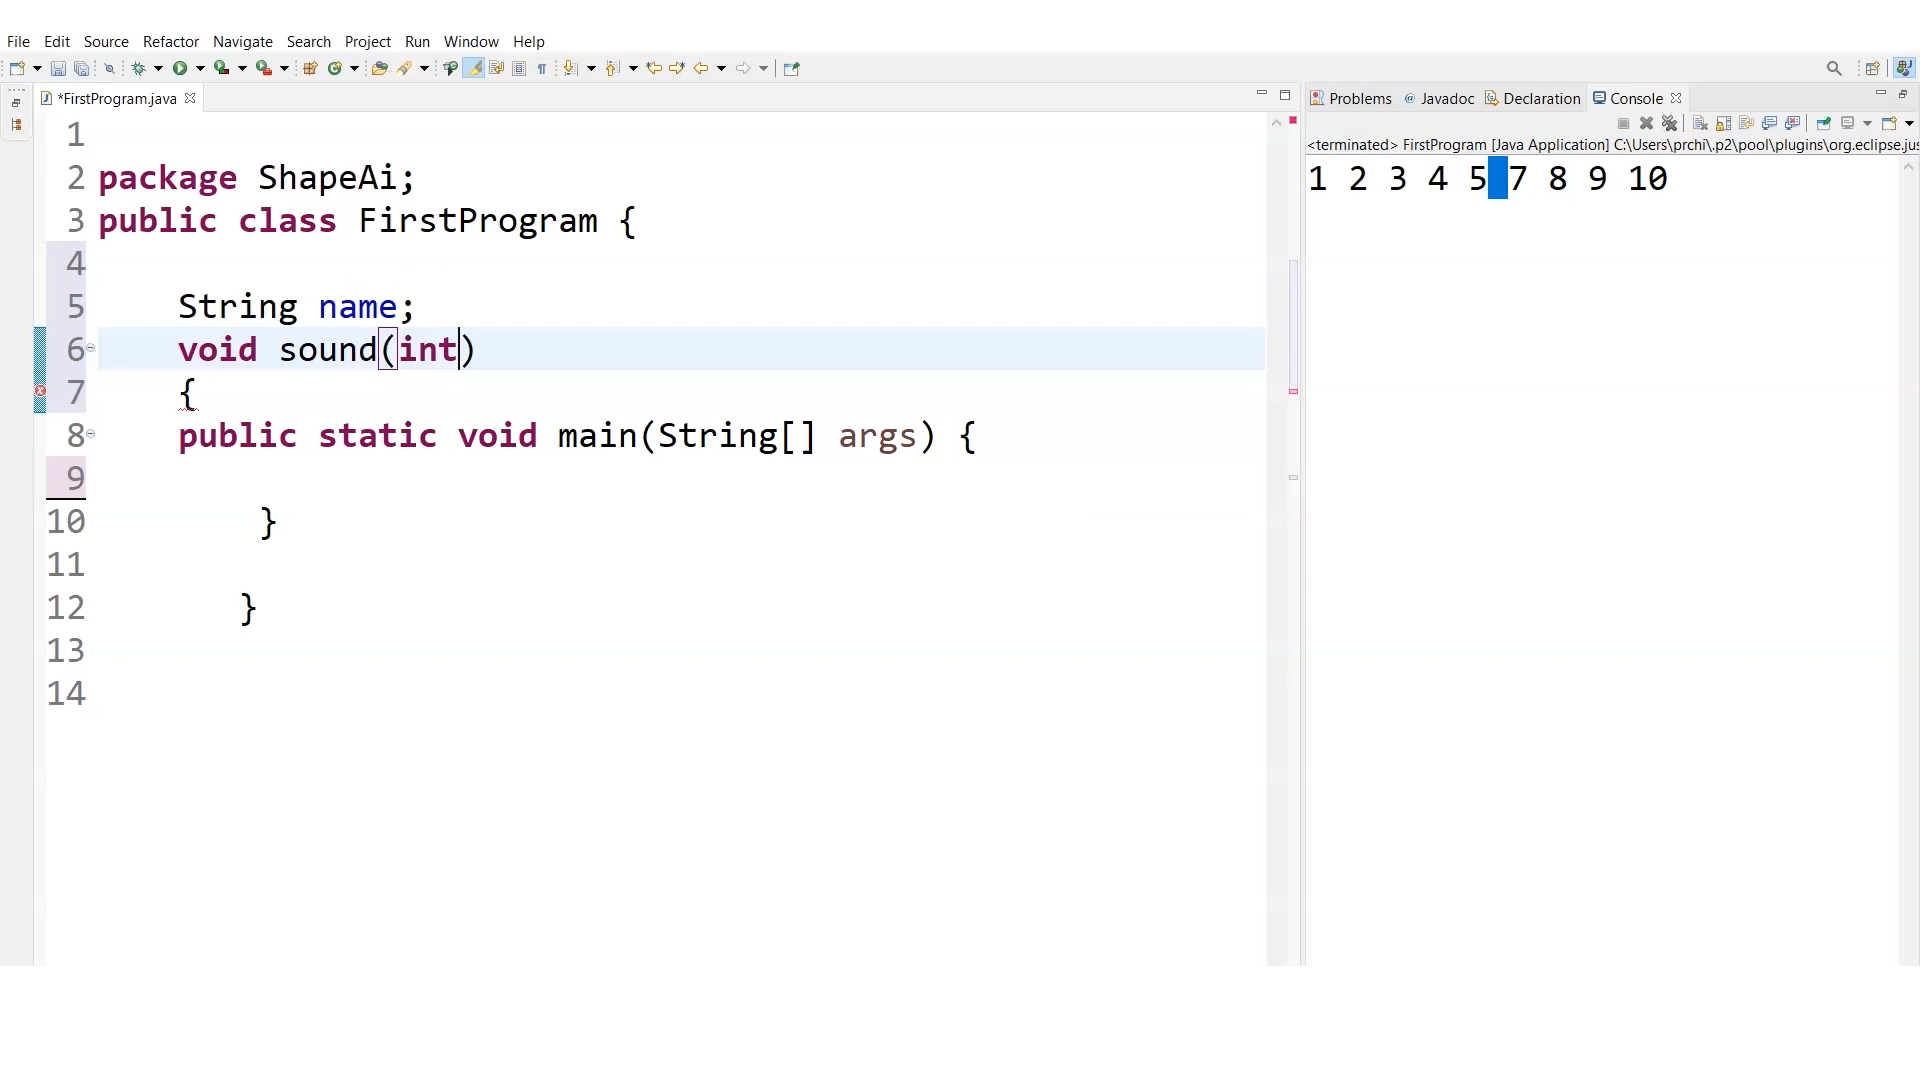 File Edit Source Refactor Navigate Search Project Run Window Help
*FirstProgram.java
1
2 package ShapeAi;
3 public class FirstProgram {
4
5 String name;
6 void sound(int)
7 {
8 public static void main(String[] args) {
9
10 }
11
12 }
13
14
Problems @ Javadoc Declaration Console
<terminated> FirstProgram [Java Application] C:\Users\prchi\.p2\pool\plugins\org.eclipse.jus
1 2 3 4 5 7 8 9 10